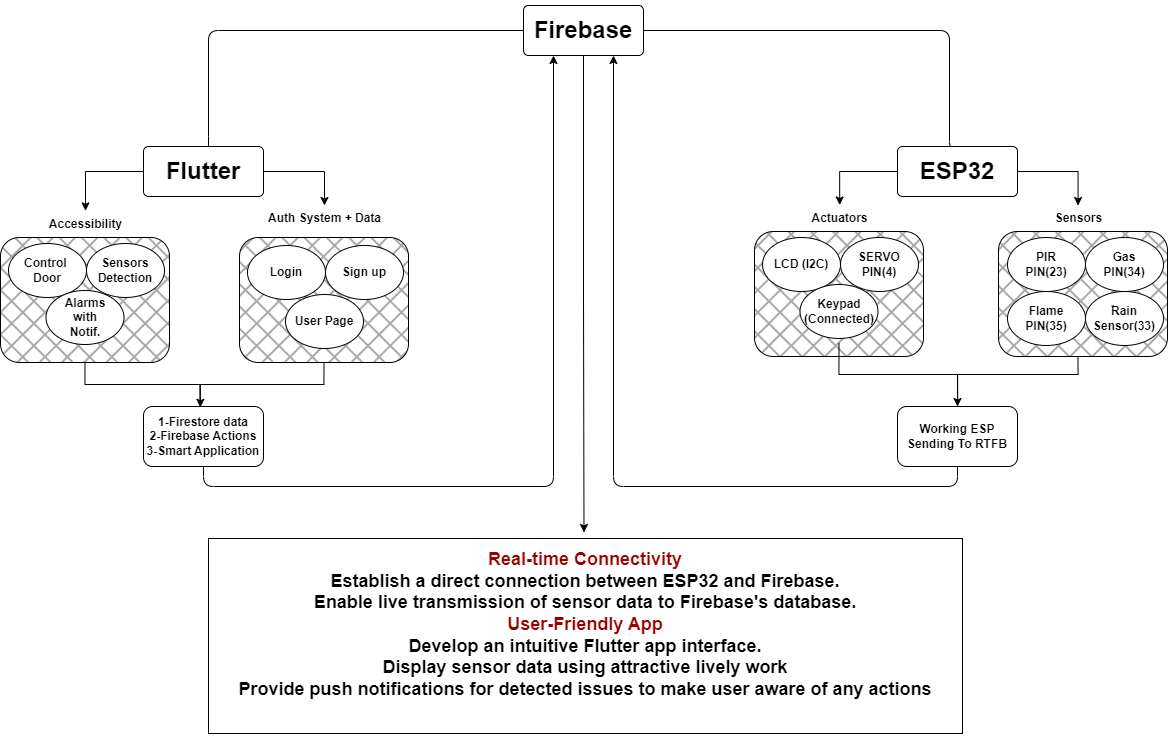 Firebase
Flutter
ESP32
Accessibility
Auth System + Data
Actuators
Sensors
Control
Door
Sensors
Detection
Alarms
with
Notif.
Login
Sign up
User Page
LCD (I2C)
SERVO
PIN(4)
Keypad
(Connected)
PIR
PIN(23)
Gas
PIN(34)
Flame
PIN(35)
Rain
Sensor(33)
1-Firestore data
2-Firebase Actions
3-Smart Application
Working ESP
Sending To RTFB
Real-time Connectivity
Establish a direct connection between ESP32 and Firebase.
Enable live transmission of sensor data to Firebase's database.
User-Friendly App
Develop an intuitive Flutter app interface.
Display sensor data using attractive lively work
Provide push notifications for detected issues to make user aware of any actions